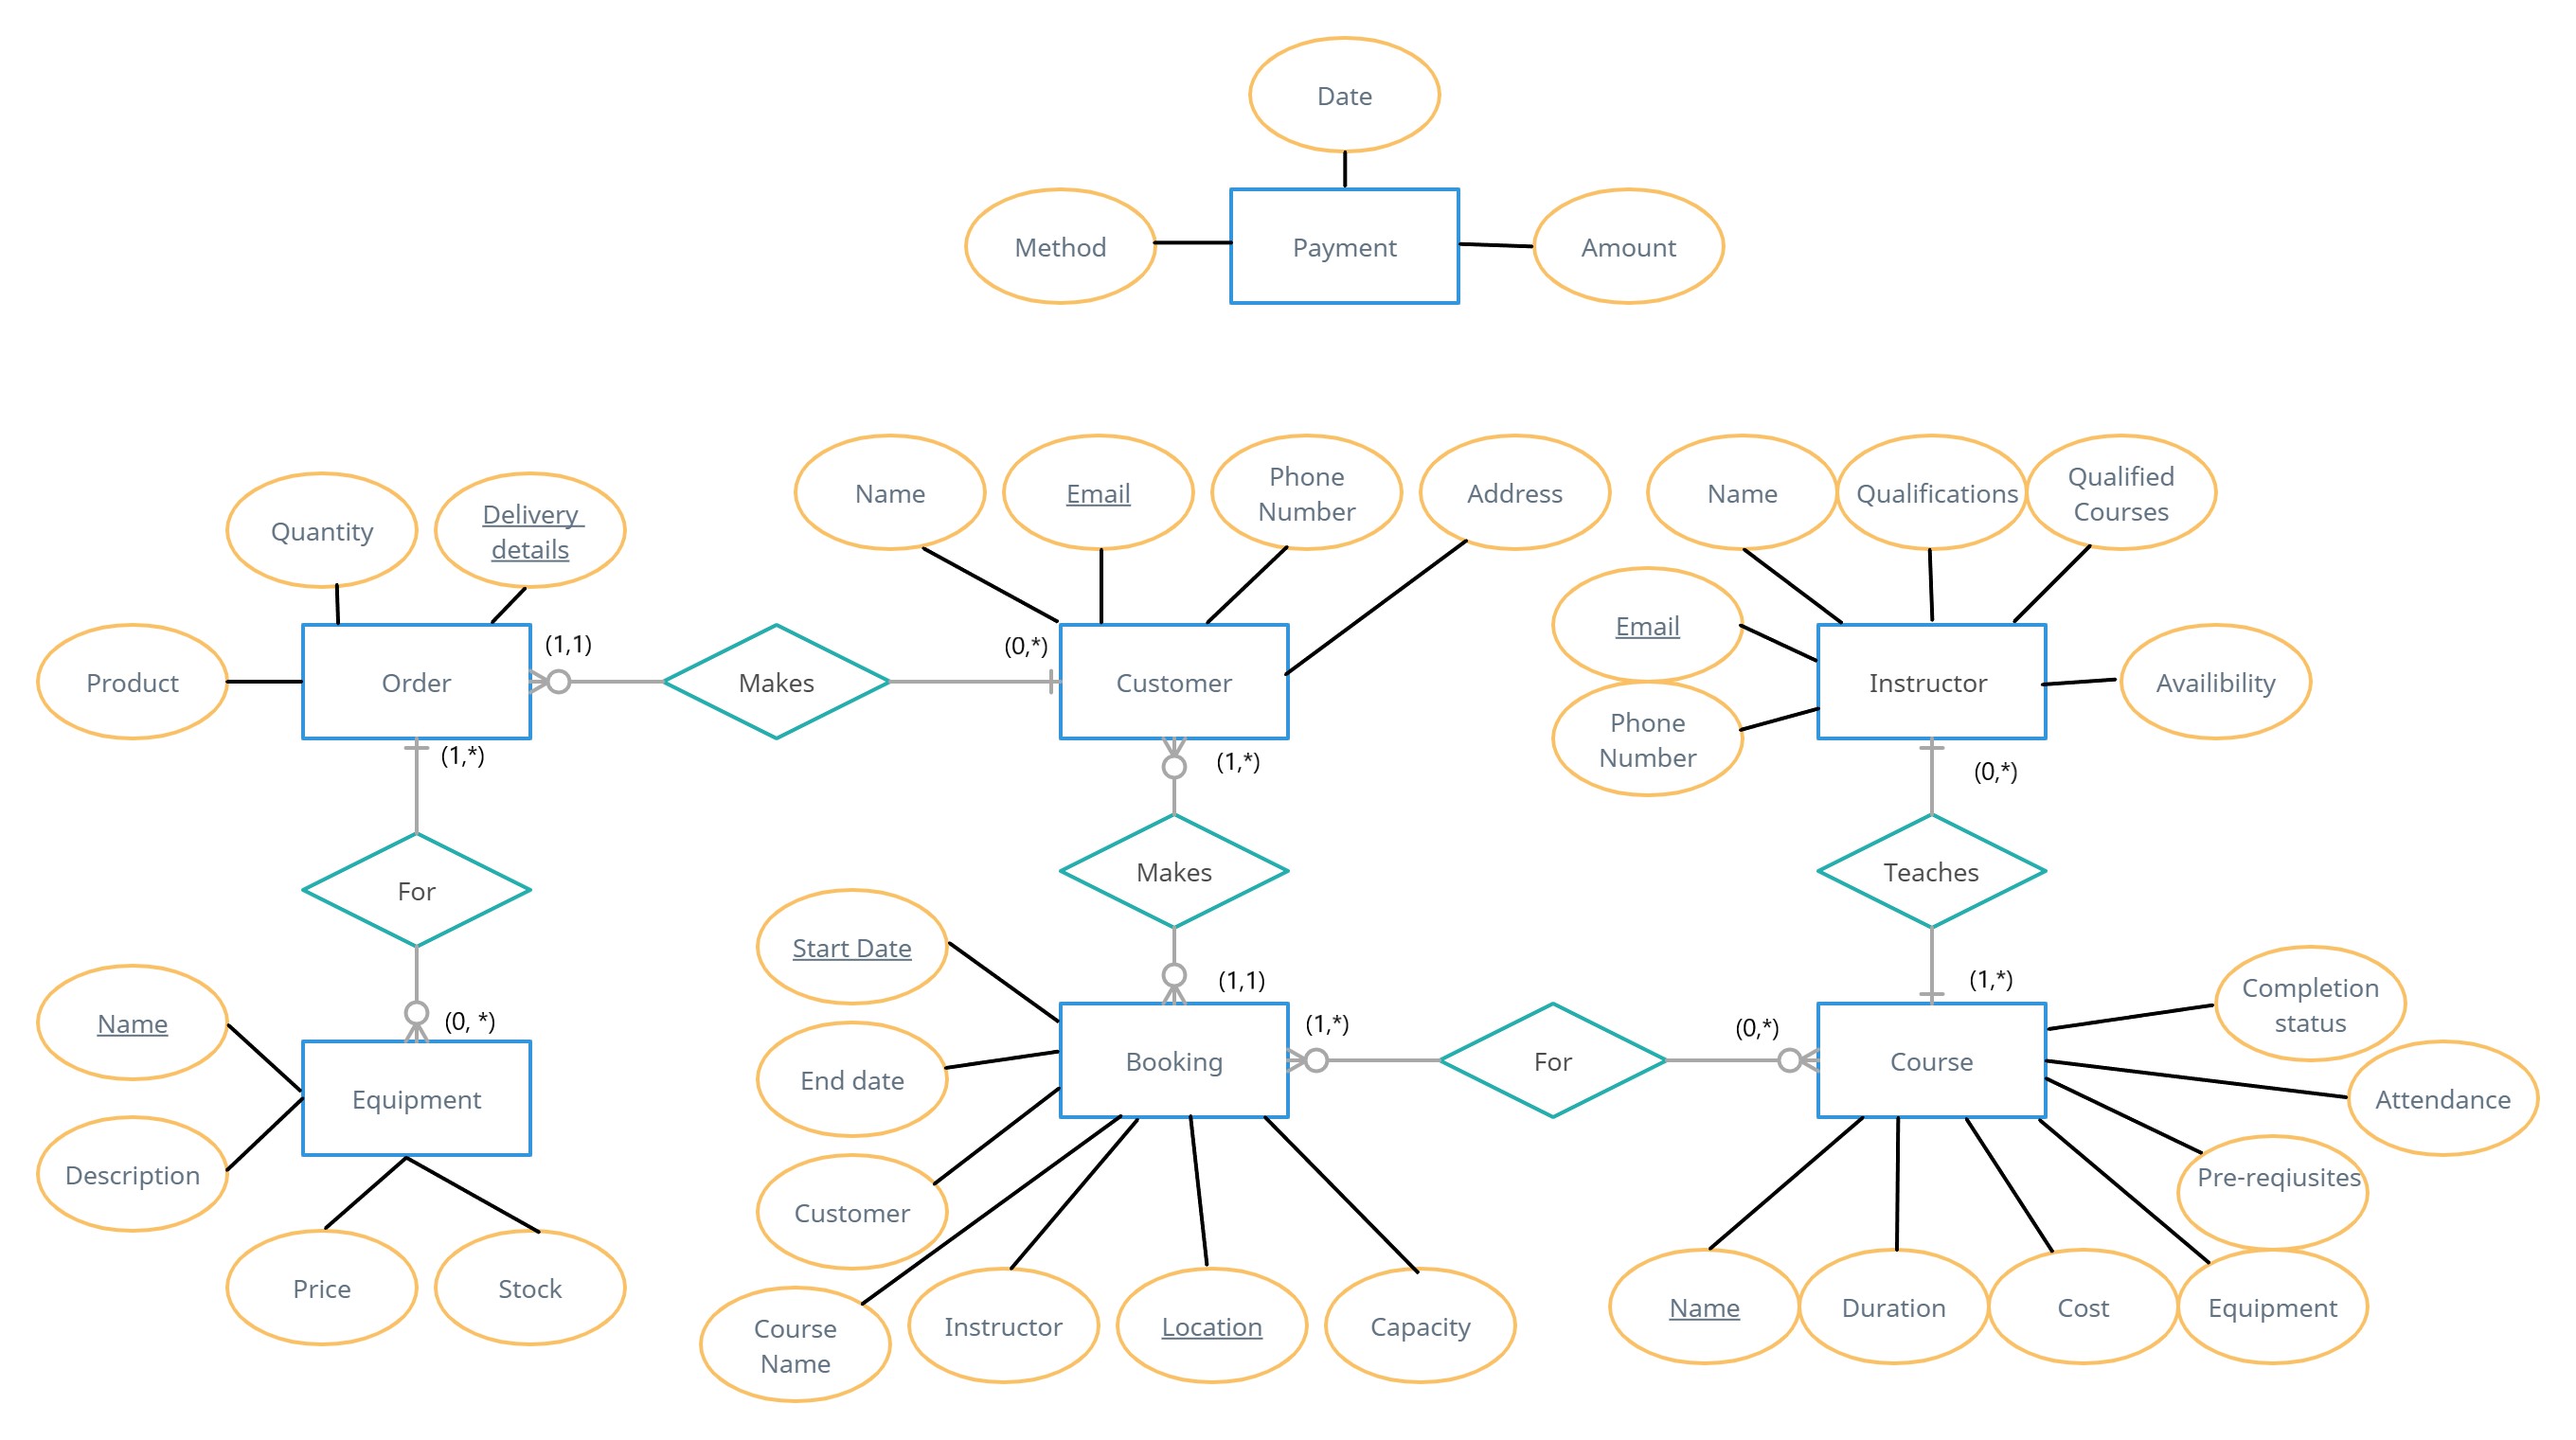 Date
Method
Payment
Amount
Name
Email
Phone
Number
Address
Name
Qualifications
Qualified
Courses
Quantity
Delivery
details
Email
(1,1)
(0,*)
Product
Order
Makes
Customer
Instructor
Availibility
Phone
Number
(1,*)
(1,*)
(0,*)
For
Makes
Teaches
Start Date
(1,1)
(1,*)
Completion
status
Name
(0, *)
(1,*)
(0,*)
Equipment
End date
Booking
For
Course
Attendance
Description
Customer
Pre-reqiusites
Price
Stock
Course
Name
Instructor
Location
Capacity
Name
Duration
Cost
Equipment